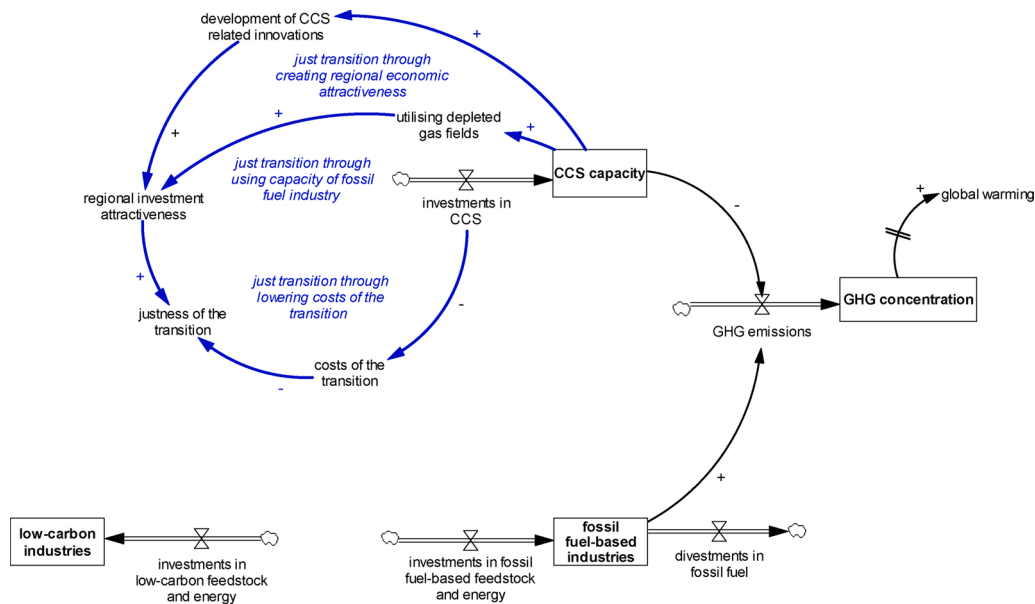 development of CCS
related innovations
+
just transition through
creating regional economic
attractiveness
+
utilising depleted
gas fields
+
+
just transition through
using capacity of fossil
fuel industry
CCS capacity
investments in
CCS
regional investment
attractiveness
-
+
global warming
+
just transition through
lowering costs of the
transition
-
justness of the
transition
GHG concentration
GHG emissions
costs of the
transition
-
+
low-carbon
industries
investments in
low-carbon feedstock
and energy
investments in fossil
fuel-based feedstock
and energy
fossil
fuel-based
industries
divestments in
fossil fuel